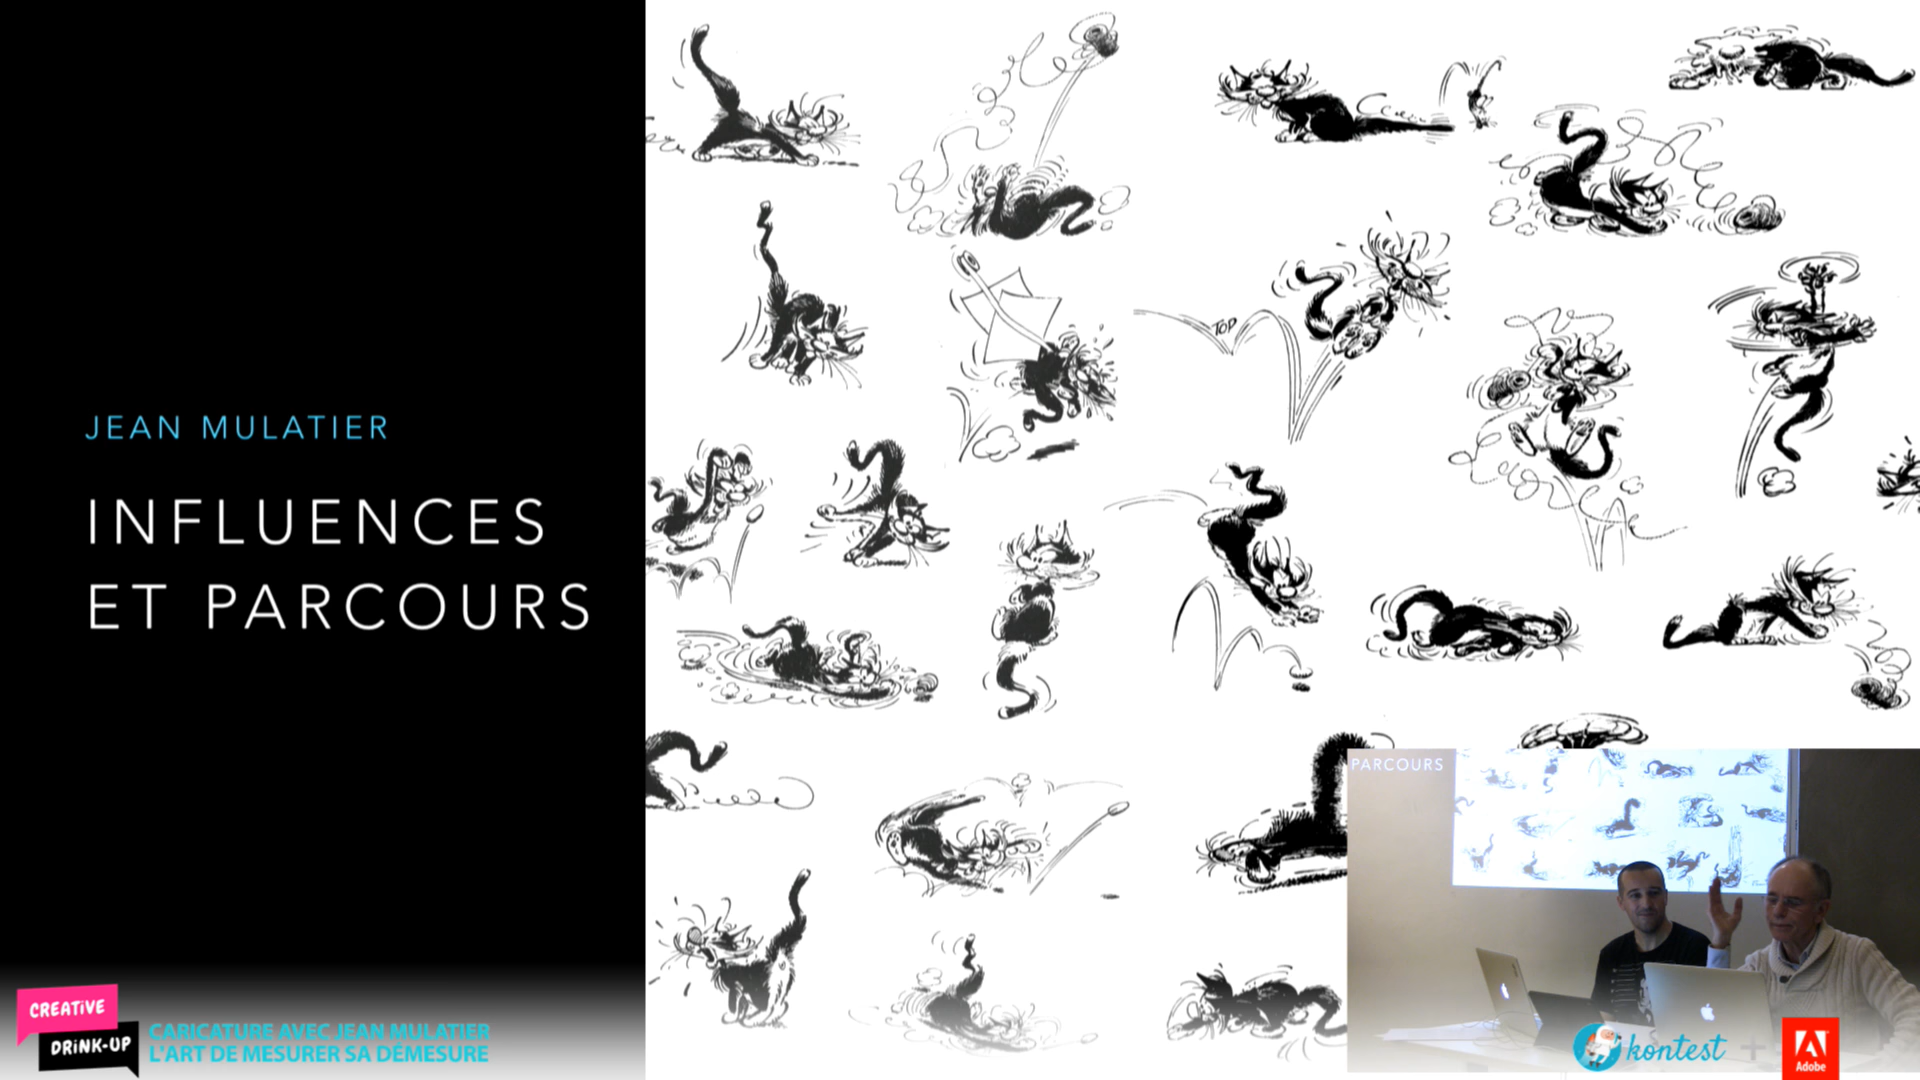 JEAN MULATIER
INFLUENCES
ET PARCOURS
TOP
PARCOURS
CREATiVE
DRiNK-UP
CARICATURE AVEC JEAN MULATIER
L'ART DE MESURER SA DÉMESURE
kontest +
Adobe